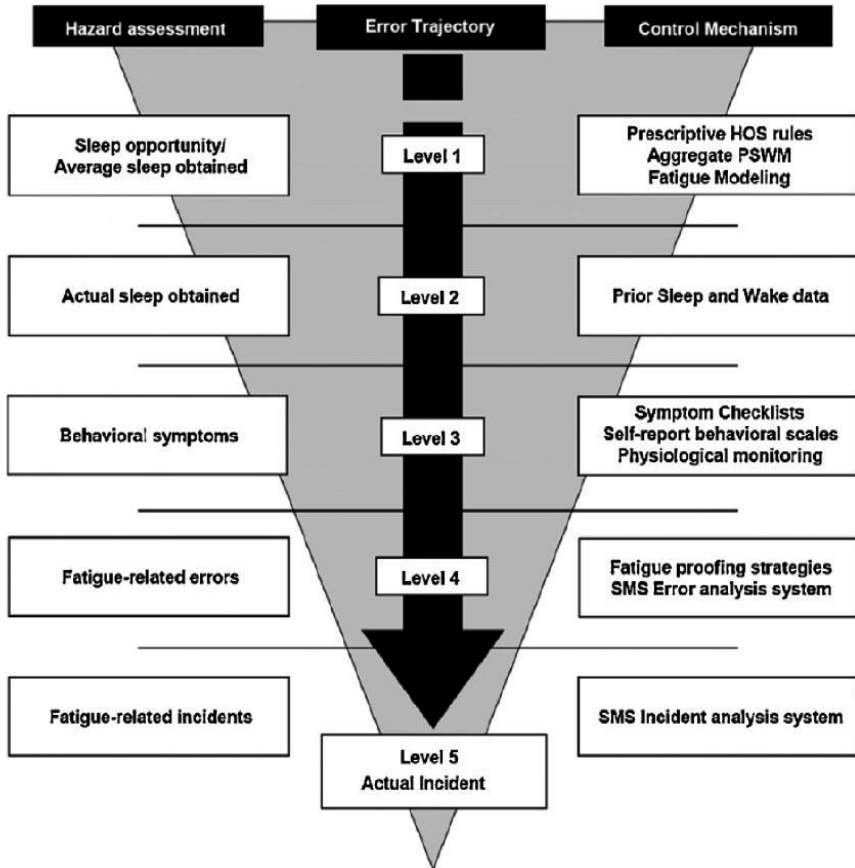 Hazard assessment
Error Trajectory
Control Mechanism
Sleep opportunity/
Average sleep obtained
Level 1
Prescriptive HOS rules
Aggregate PSWM
Fatigue Modeling
Actual sleep obtained
Level 2
Prior Sleep and Wake data
Behavioral symptoms
Level 3
Symptom Checklists
Self-report behavioral scales
Physiological monitoring
Fatigue-related errors
Level 4
Fatigue proofing strategies
SMS Error analysis system
Fatigue-related incidents
Level 5
Actual Incident
SMS Incident analysis system